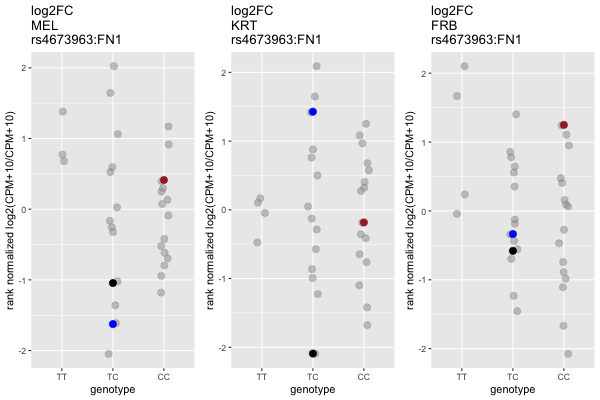 log2FC
MEL
rs4673963:FN1
rank normalized log2(CPM+10/CPM+10)
2
1
0
-1
-2
TT TC CC
genotype
log2FC
KRT
rs4673963:FN1
rank normalized log2(CPM+10/CPM+10)
2
1
0
-1
-2
TT TC CC
genotype
log2FC
FRB
rs4673963:FN1
rank normalized log2(CPM+10/CPM+10)
2
1
0
-1
-2
TT TC CC
genotype